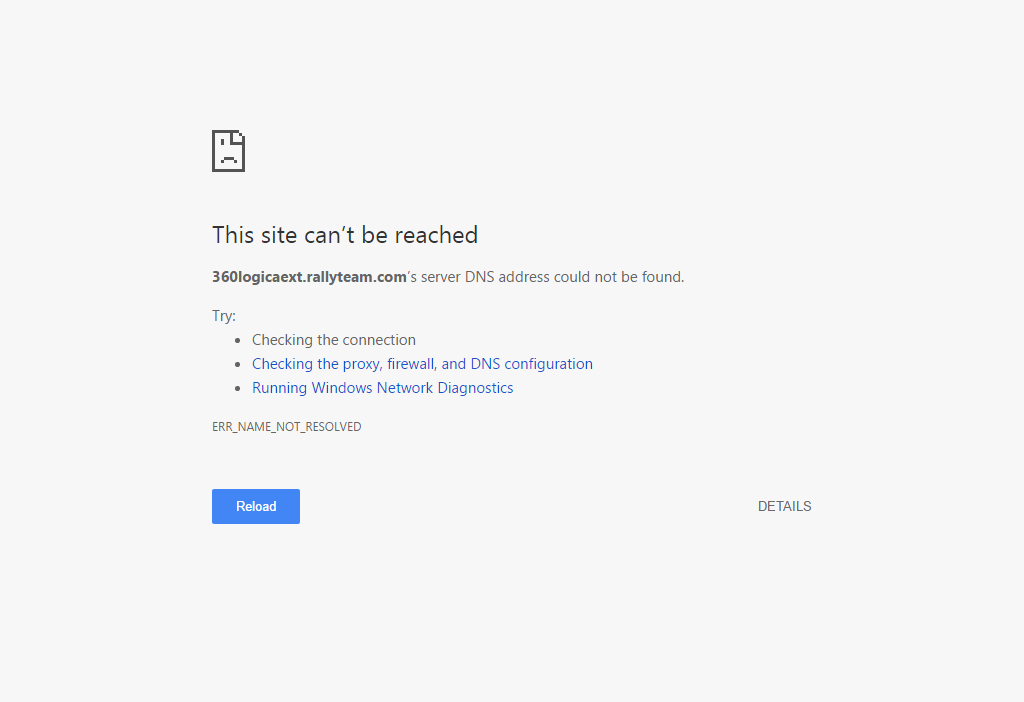 This site can’t be reached
360logicaext.rallyteam.com’s server DNS address could not be found.
Try:
Checking the connection
Checking the proxy, firewall, and DNS configuration
Running Windows Network Diagnostics
ERR_NAME_NOT_RESOLVED
Reload
DETAILS